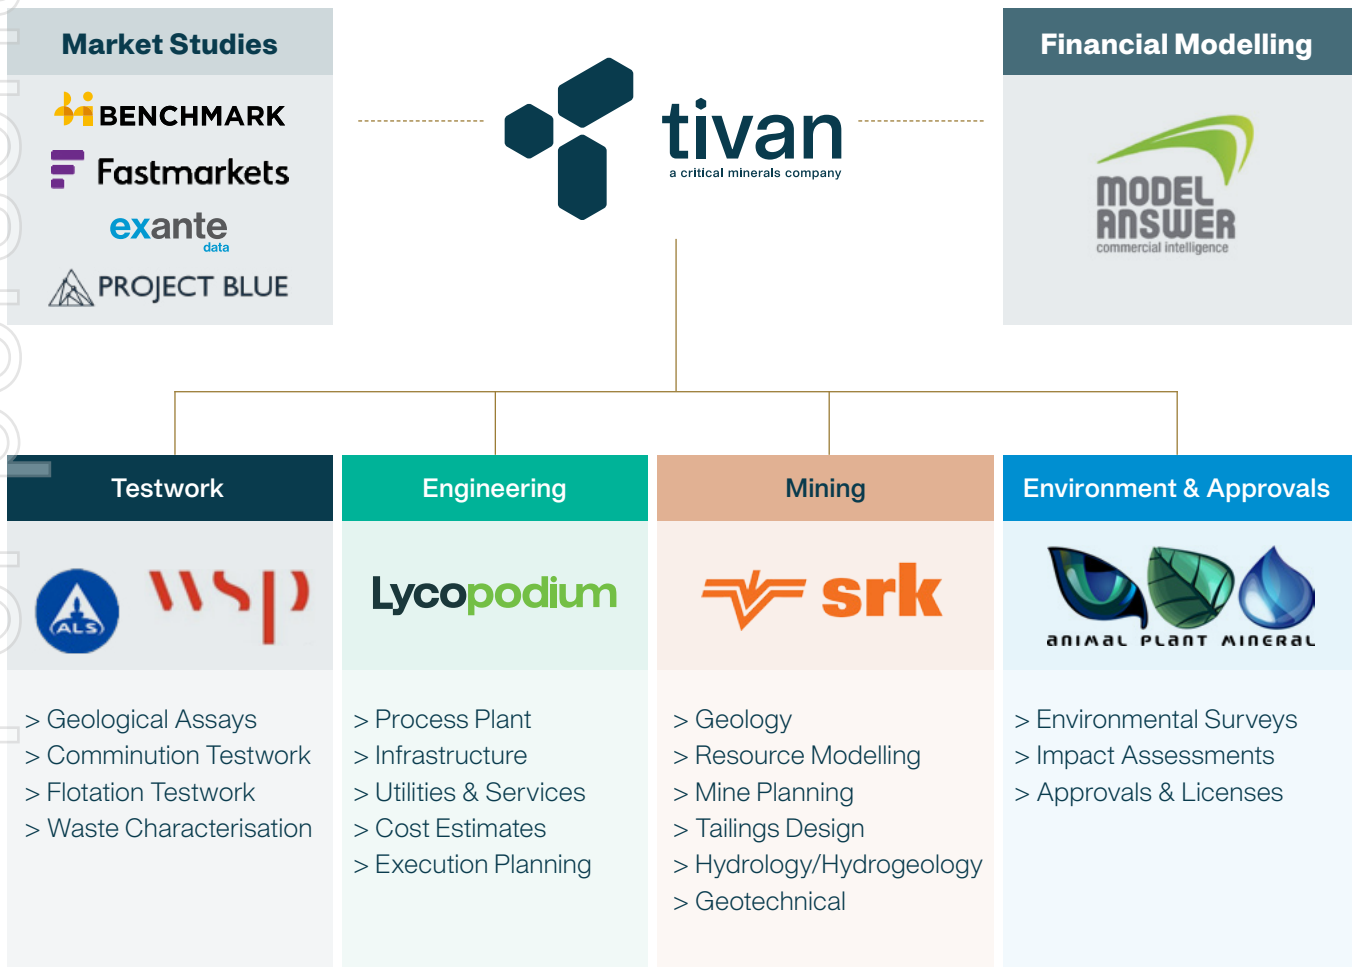 Market Studies
BENCHMARK
Fastmarkets
exante
data
PROJECT BLUE
tivan
a critical minerals company
Financial Modelling
MODEL
ANSWER
commercial intelligence
Testwork
ALS
wsp
> Geological Assays
> Comminution Testwork
> Flotation Testwork
> Waste Characterisation
Engineering
Lycopodium
> Process Plant
> Infrastructure
> Utilities & Services
> Cost Estimates
> Execution Planning
Mining
srk
> Geology
> Resource Modelling
> Mine Planning
> Tailings Design
> Hydrology/Hydrogeology
> Geotechnical
Environment & Approvals
ANIMAL PLANT MINERAL
> Environmental Surveys
> Impact Assessments
> Approvals & Licenses